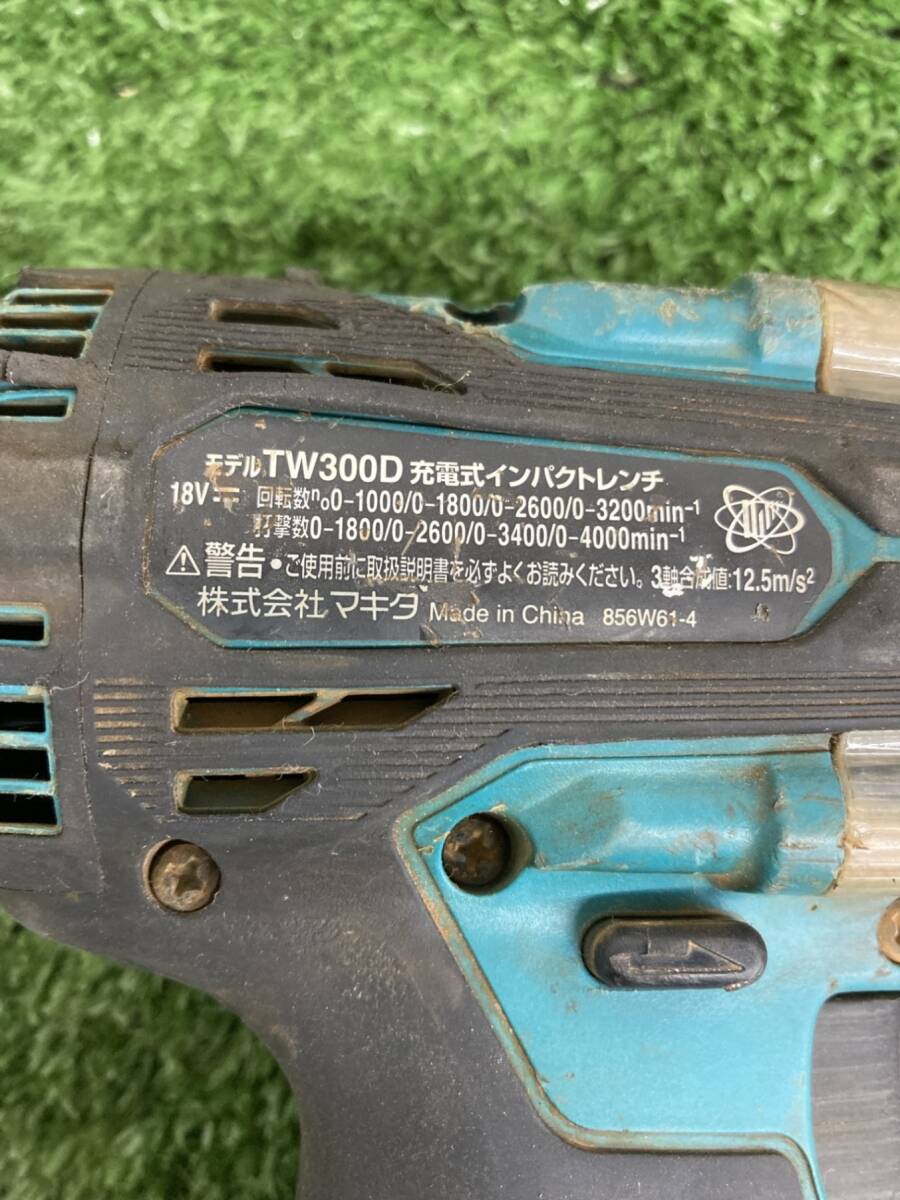 モデル TW300D 充電式インパクトレンチ
18V⎓ 回転数n₀0-1000/0-1800/0-2600/0-3200min⁻¹
打撃数0-1800/0-2600/0-3400/0-4000min⁻¹
⚠警告●ご使用前に取扱説明書を必ずよくお読みください。3軸合成値:12.5m/s²
株式会社マキタ Made in China 856W61-4